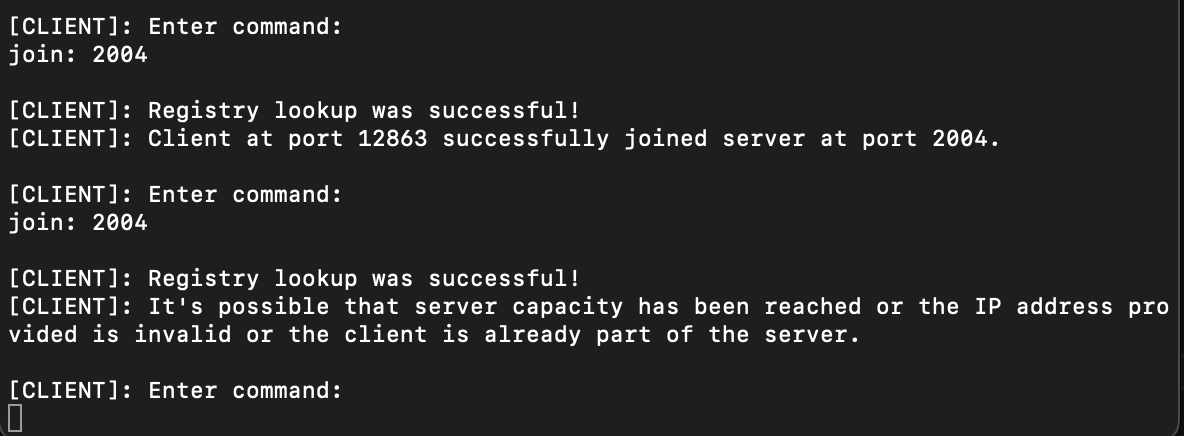 [CLIENT]: Enter command:
join: 2004
[CLIENT]: Registry lookup was successful!
[CLIENT]: Client at port 12863 successfully joined server at port 2004.
[CLIENT]: Enter command:
join: 2004
[CLIENT]: Registry lookup was successful!
[CLIENT]: It's possible that server capacity has been reached or the IP address pro
vided is invalid or the client is already part of the server.
[CLIENT]: Enter command: